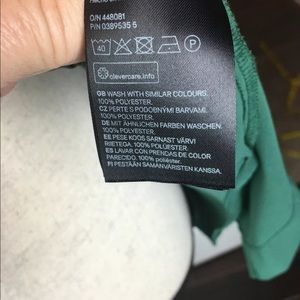 O/N 448081
P/N 0389535 5
40
P
clevercare.info
GB WASH WITH SIMILAR COLOURS.
100% POLYESTER.
CZ PERTE S PODOBNÝMI BARVAMI.
100% POLYESTER.
DE MIT ÄHNLICHEN FARBEN WASCHEN.
100% POLYESTER.
EE PESE KOOS SARNAST VÄRVI
RIETEGA. 100% POLÜESTER.
ES LAVAR CON PRENDAS DE COLOR
PARECIDO. 100% POLIÉSTER.
FI PESTÄÄN SAMANVÄRISTEN KANSSA.